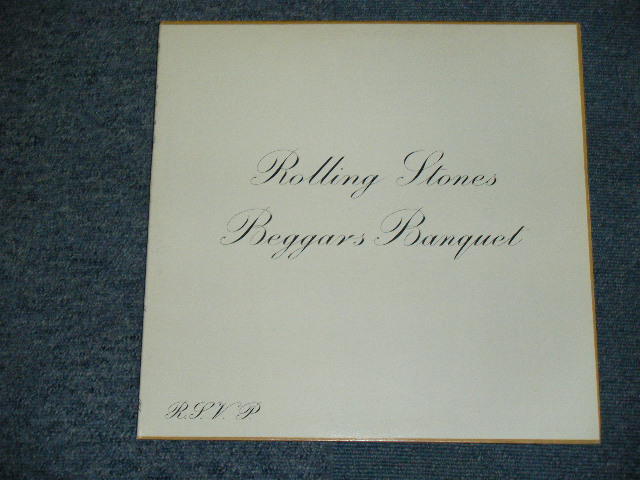 Rolling Stones
Beggars Banquet
R.S.V.P